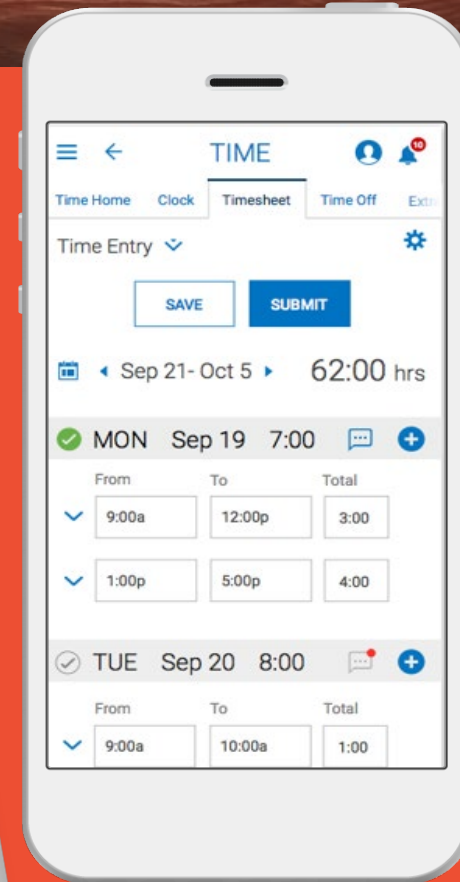 TIME
10
Time Home Clock Timesheet Time Off Extr
Time Entry
SAVE SUBMIT
Sep 21- Oct 5 62:00 hrs
MON Sep 19 7:00
From To Total
9:00a 12:00p 3:00
1:00p 5:00p 4:00
TUE Sep 20 8:00
From To Total
9:00a 10:00a 1:00